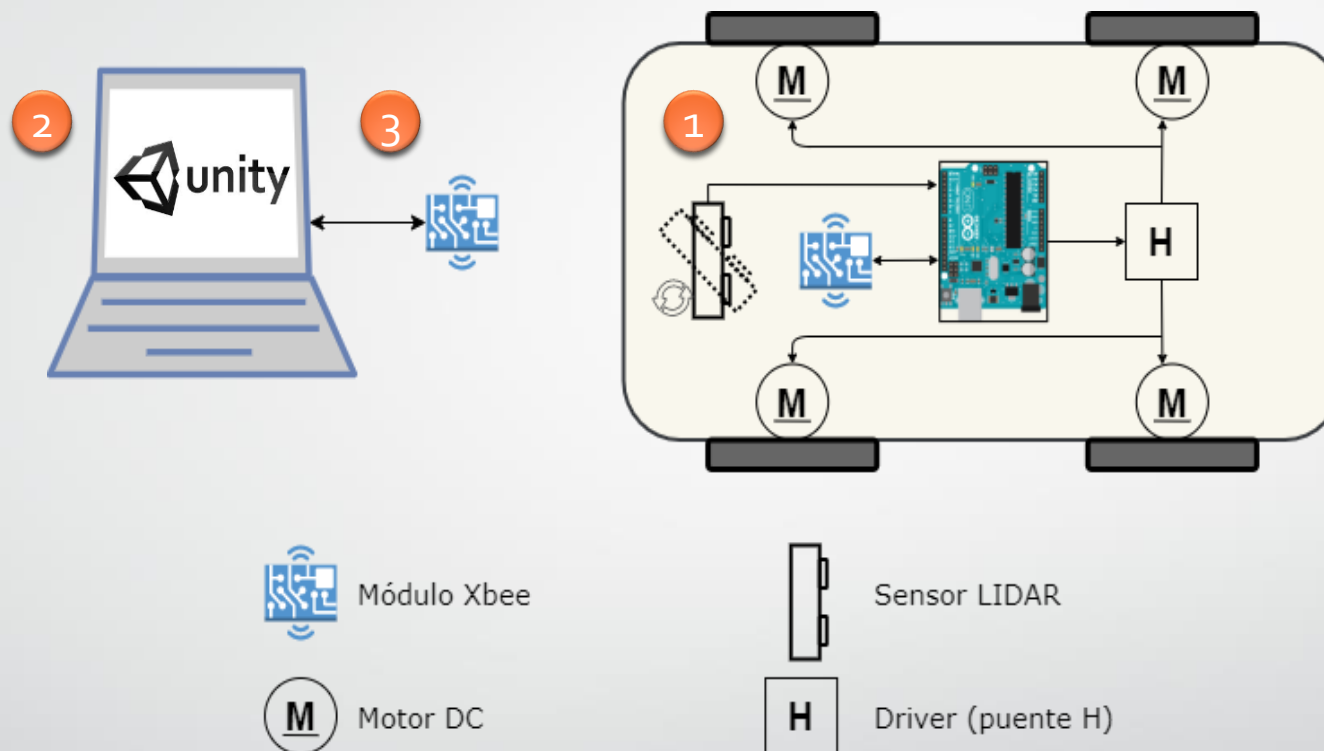 M
M
2
3
1
unity
H
M
M
Módulo Xbee
Sensor LIDAR
M
Motor DC
H
Driver (puente H)